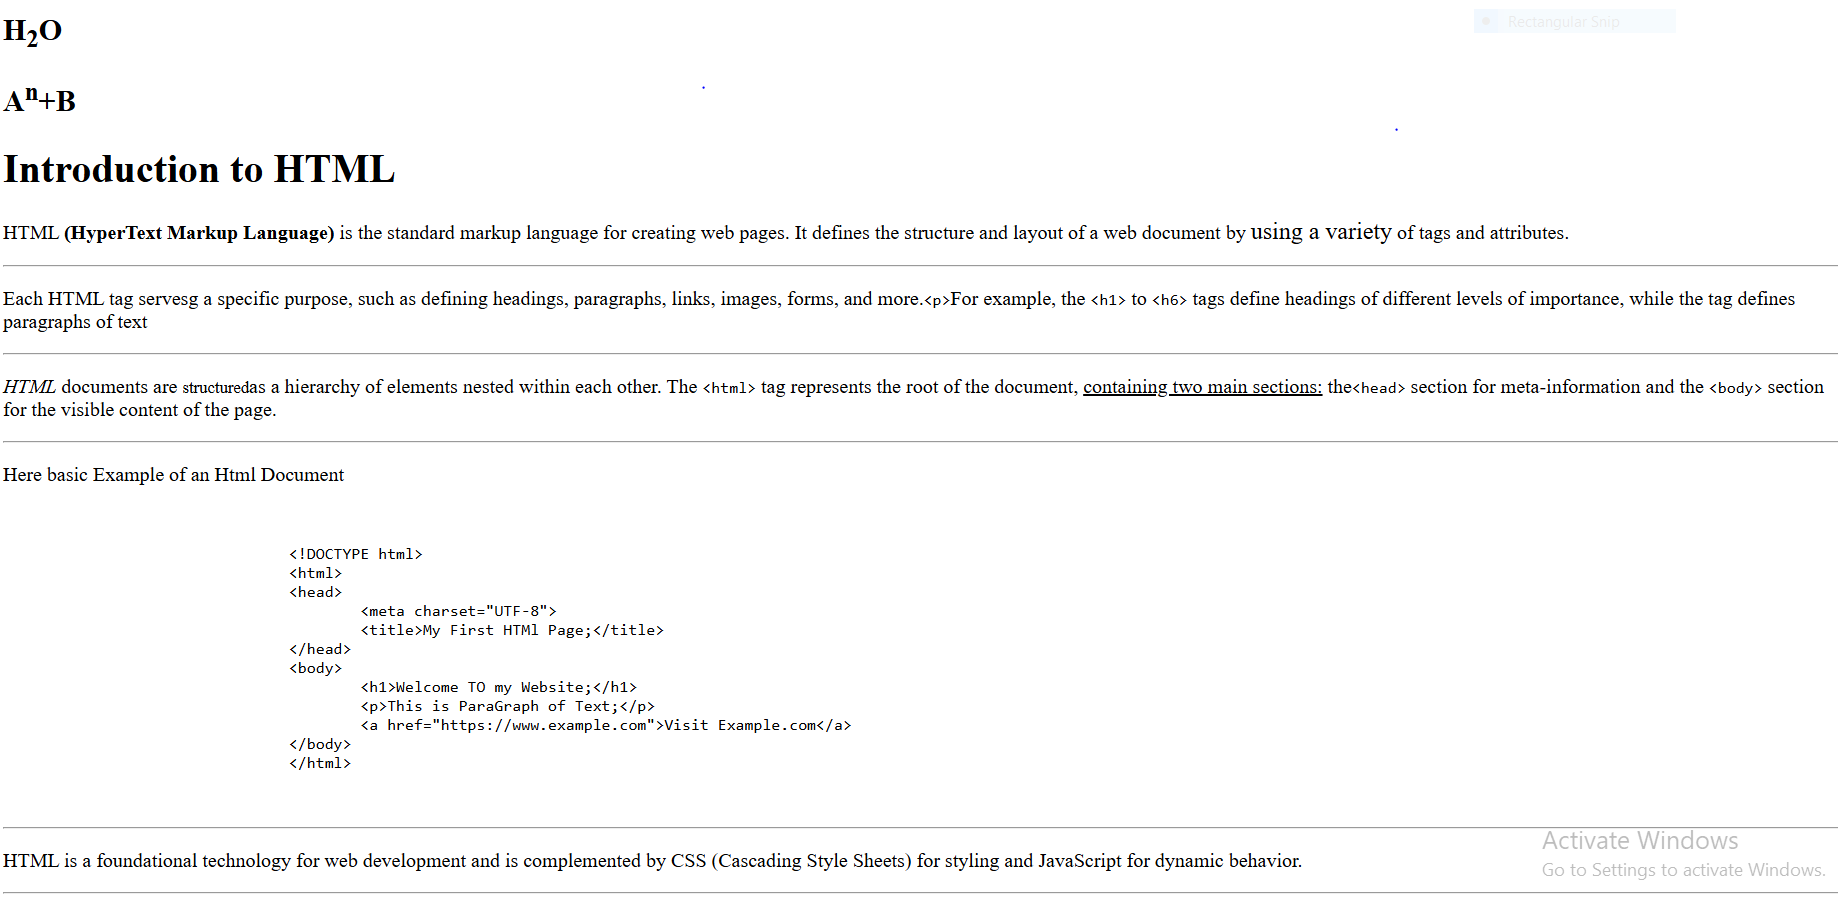 H₂O
Rectangular Snip
Aⁿ+B
Introduction to HTML
HTML (HyperText Markup Language) is the standard markup language for creating web pages. It defines the structure and layout of a web document by using a variety of tags and attributes.
Each HTML tag servesg a specific purpose, such as defining headings, paragraphs, links, images, forms, and more.<p>For example, the <h1> to <h6> tags define headings of different levels of importance, while the tag defines
paragraphs of text
HTML documents are structuredas a hierarchy of elements nested within each other. The <html> tag represents the root of the document, containing two main sections: the<head> section for meta-information and the <body> section
for the visible content of the page.
Here basic Example of an Html Document
<!DOCTYPE html>
<html>
<head>
<meta charset="UTF-8">
<title>My First HTMl Page;</title>
</head>
<body>
<h1>Welcome TO my Website;</h1>
<p>This is ParaGraph of Text;</p>
<a href="https://www.example.com">Visit Example.com</a>
</body>
</html>
HTML is a foundational technology for web development and is complemented by CSS (Cascading Style Sheets) for styling and JavaScript for dynamic behavior.
Activate Windows
Go to Settings to activate Windows.